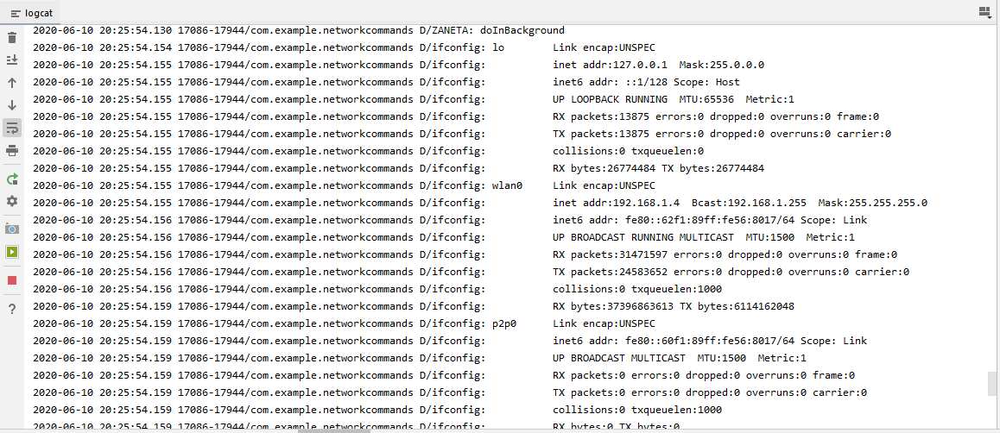 logcat
2020-06-10 20:25:54.130 17086-17944/com.example.networkcommands D/ZANETA: doInBackground
2020-06-10 20:25:54.154 17086-17944/com.example.networkcommands D/ifconfig: lo        Link encap:UNSPEC
2020-06-10 20:25:54.155 17086-17944/com.example.networkcommands D/ifconfig:           inet addr:127.0.0.1  Mask:255.0.0.0
2020-06-10 20:25:54.155 17086-17944/com.example.networkcommands D/ifconfig:           inet6 addr: ::1/128 Scope: Host
2020-06-10 20:25:54.155 17086-17944/com.example.networkcommands D/ifconfig:           UP LOOPBACK RUNNING  MTU:65536  Metric:1
2020-06-10 20:25:54.155 17086-17944/com.example.networkcommands D/ifconfig:           RX packets:13875 errors:0 dropped:0 overruns:0 frame:0
2020-06-10 20:25:54.155 17086-17944/com.example.networkcommands D/ifconfig:           TX packets:13875 errors:0 dropped:0 overruns:0 carrier:0
2020-06-10 20:25:54.155 17086-17944/com.example.networkcommands D/ifconfig:           collisions:0 txqueuelen:0
2020-06-10 20:25:54.155 17086-17944/com.example.networkcommands D/ifconfig:           RX bytes:26774484 TX bytes:26774484
2020-06-10 20:25:54.155 17086-17944/com.example.networkcommands D/ifconfig: wlan0     Link encap:UNSPEC
2020-06-10 20:25:54.155 17086-17944/com.example.networkcommands D/ifconfig:           inet addr:192.168.1.4  Bcast:192.168.1.255  Mask:255.255.255.0
2020-06-10 20:25:54.156 17086-17944/com.example.networkcommands D/ifconfig:           inet6 addr: fe80::62f1:89ff:fe56:8017/64 Scope: Link
2020-06-10 20:25:54.156 17086-17944/com.example.networkcommands D/ifconfig:           UP BROADCAST RUNNING MULTICAST  MTU:1500  Metric:1
2020-06-10 20:25:54.156 17086-17944/com.example.networkcommands D/ifconfig:           RX packets:31471597 errors:0 dropped:0 overruns:0 frame:0
2020-06-10 20:25:54.156 17086-17944/com.example.networkcommands D/ifconfig:           TX packets:24583652 errors:0 dropped:0 overruns:0 carrier:0
2020-06-10 20:25:54.156 17086-17944/com.example.networkcommands D/ifconfig:           collisions:0 txqueuelen:1000
2020-06-10 20:25:54.159 17086-17944/com.example.networkcommands D/ifconfig:           RX bytes:37396863613 TX bytes:6114162048
2020-06-10 20:25:54.159 17086-17944/com.example.networkcommands D/ifconfig: p2p0      Link encap:UNSPEC
2020-06-10 20:25:54.159 17086-17944/com.example.networkcommands D/ifconfig:           inet6 addr: fe80::60f1:89ff:fe56:8017/64 Scope: Link
2020-06-10 20:25:54.159 17086-17944/com.example.networkcommands D/ifconfig:           UP BROADCAST MULTICAST  MTU:1500  Metric:1
2020-06-10 20:25:54.159 17086-17944/com.example.networkcommands D/ifconfig:           RX packets:0 errors:0 dropped:0 overruns:0 frame:0
2020-06-10 20:25:54.159 17086-17944/com.example.networkcommands D/ifconfig:           TX packets:0 errors:0 dropped:0 overruns:0 carrier:0
2020-06-10 20:25:54.159 17086-17944/com.example.networkcommands D/ifconfig:           collisions:0 txqueuelen:1000
2020-06-10 20:25:54.159 17086-17944/com.example.networkcommands D/ifconfig:           RX bytes:0 TX bytes:0